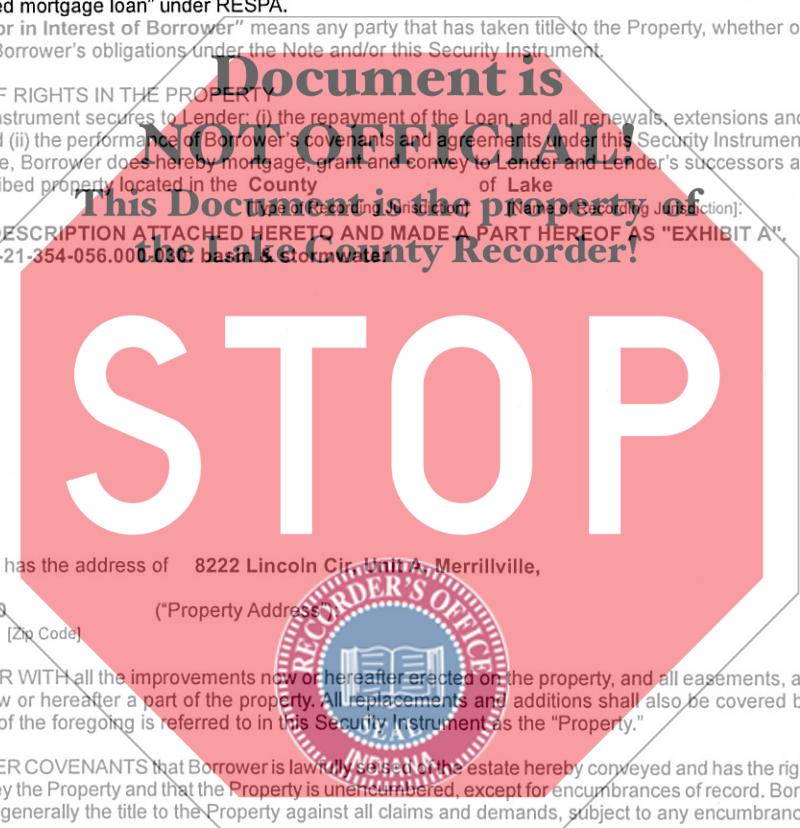 ed mortgage loan" under RESPA.
or in Interest of Borrower" means any party that has taken title to the Property, whether o
Borrower's obligations under the Note and/or this Security Instrument.
Document is
F RIGHTS IN THE PROPERTY
strument secures to Lender: (i) the repayment of the Loan, and all renewals, extensions and
NOT OFFICIAL!
d (ii) the performance of Borrower's covenants and agreements under this Security Instrumen
e, Borrower does hereby mortgage, grant and convey to Lender and Lender's successors a
ibed property located in the County of Lake
This Document is the property of
[Type of Recording Jurisdiction] [Name of Recording Jurisdiction]:
DESCRIPTION ATTACHED HERETO AND MADE A PART HEREOF AS "EXHIBIT A".
the Lake County Recorder!
-21-354-056.000-030: basin & stormwater
STOP
has the address of 8222 Lincoln Cir, Unit A, Merrillville,
RECORDER'S OFFICE
0 ("Property Address"):
[Zip Code]
R WITH all the improvements now or hereafter erected on the property, and all easements, a
w or hereafter a part of the property. All replacements and additions shall also be covered b
of the foregoing is referred to in this Security Instrument as the "Property."
SEAL
INDIANA
ER COVENANTS that Borrower is lawfully seised of the estate hereby conveyed and has the rig
ey the Property and that the Property is unencumbered, except for encumbrances of record. Bor
generally the title to the Property against all claims and demands, subject to any encumbranc